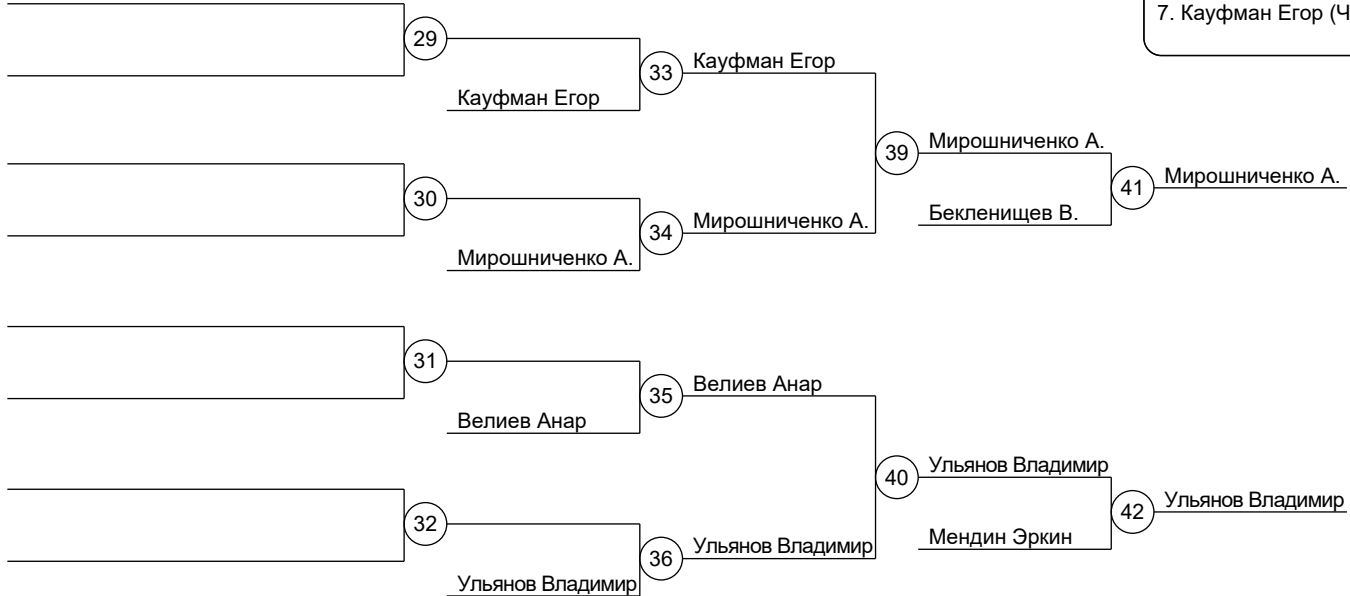 7. Кауфман Егор (Ч
29
33
Кауфман Егор
Кауфман Егор
39
Мирошниченко А.
41
Мирошниченко А.
30
34
Мирошниченко А.
Бекленищев В.
Мирошниченко А.
31
35
Велиев Анар
Велиев Анар
40
Ульянов Владимир
42
Ульянов Владимир
32
36
Ульянов Владимир
Мендин Эркин
Ульянов Владимир